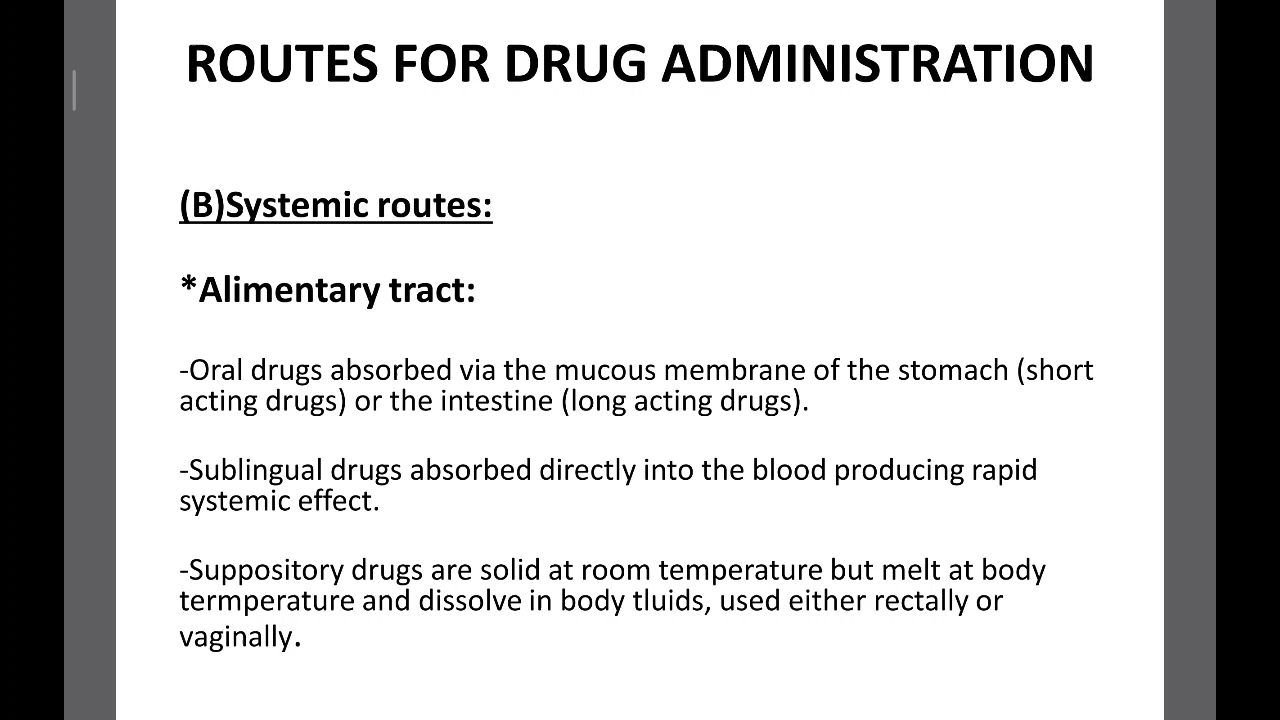 ROUTES FOR DRUG ADMINISTRATION
(B)Systemic routes:
*Alimentary tract:
-Oral drugs absorbed via the mucous membrane of the stomach (short
acting drugs) or the intestine (long acting drugs).
-Sublingual drugs absorbed directly into the blood producing rapid
systemic effect.
-Suppository drugs are solid at room temperature but melt at body
termperature and dissolve in body tluids, used either rectally or
vaginally.